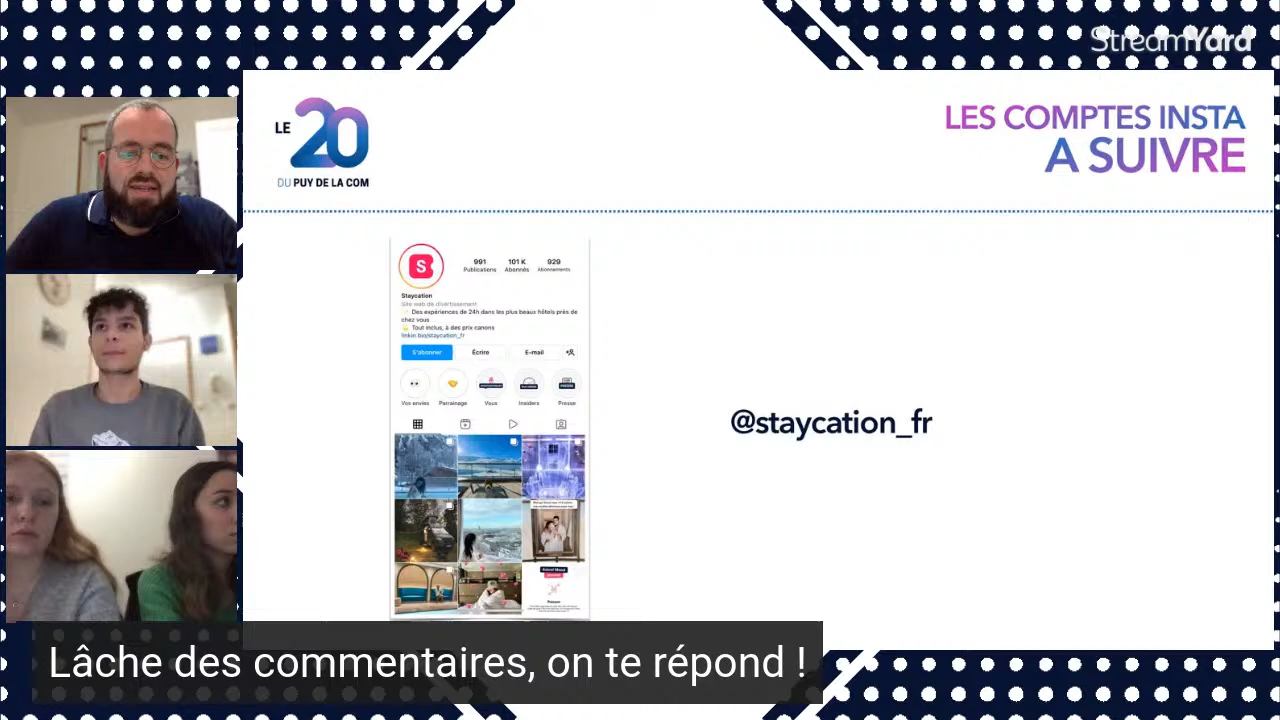 StreamYard
LE 20
DU PUY DE LA COM
LES COMPTES INSTA
A SUIVRE
S
991 101 K 929
Publications Abonnés Abonnements
Staycation
Site web de divertissement
Des expériences de 24h dans les plus beaux hôtels près de
chez vous
Tout inclus, à des prix canons
linkin.bio/staycation_fr
S'abonner Écrire E-mail
Vos envies Parrainage Vous Insiders Presse
@staycation_fr
Lâche des commentaires, on te répond !